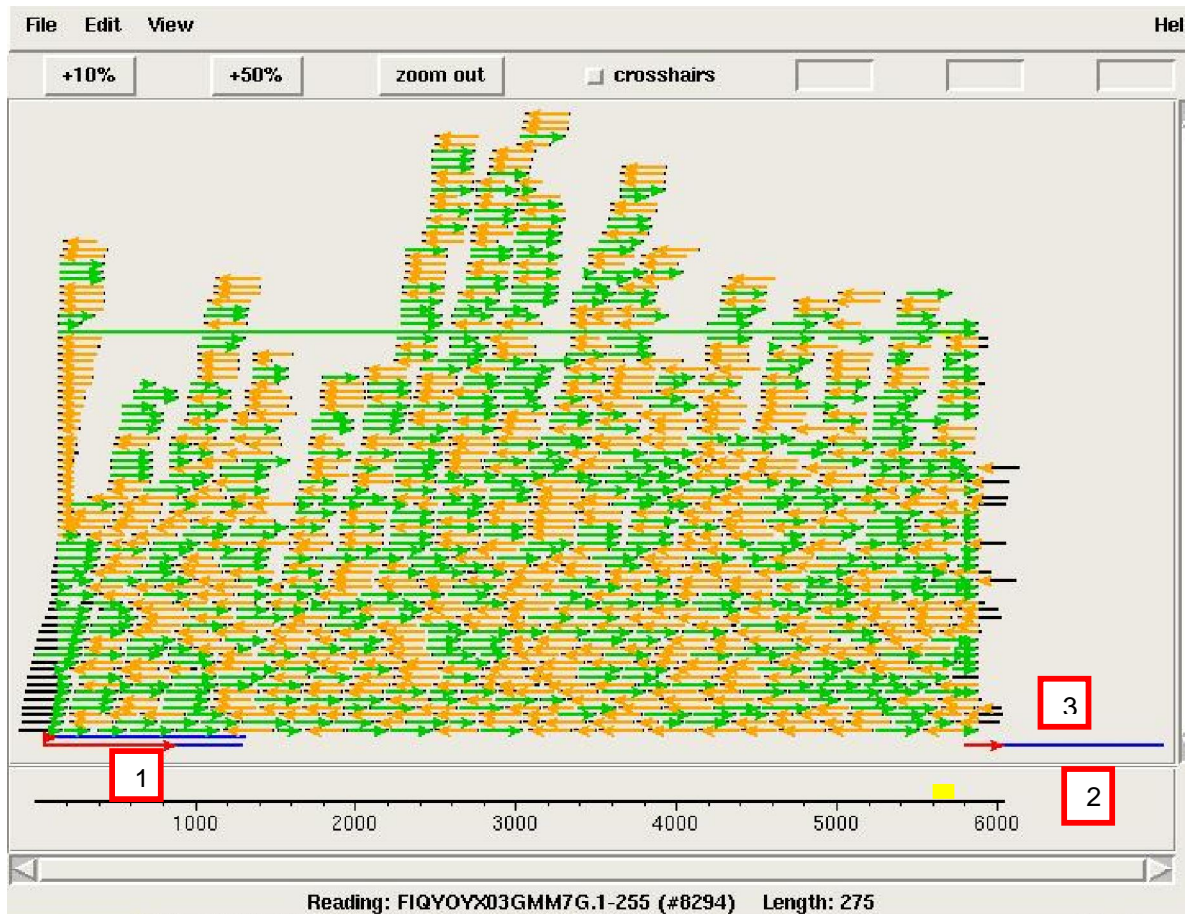 File Edit View Hel
+10% +50% zoom out crosshairs
3
1
2
1000 2000 3000 4000 5000 6000
Reading: FIQYOYX03GMM7G.1-255 (#8294) Length: 275